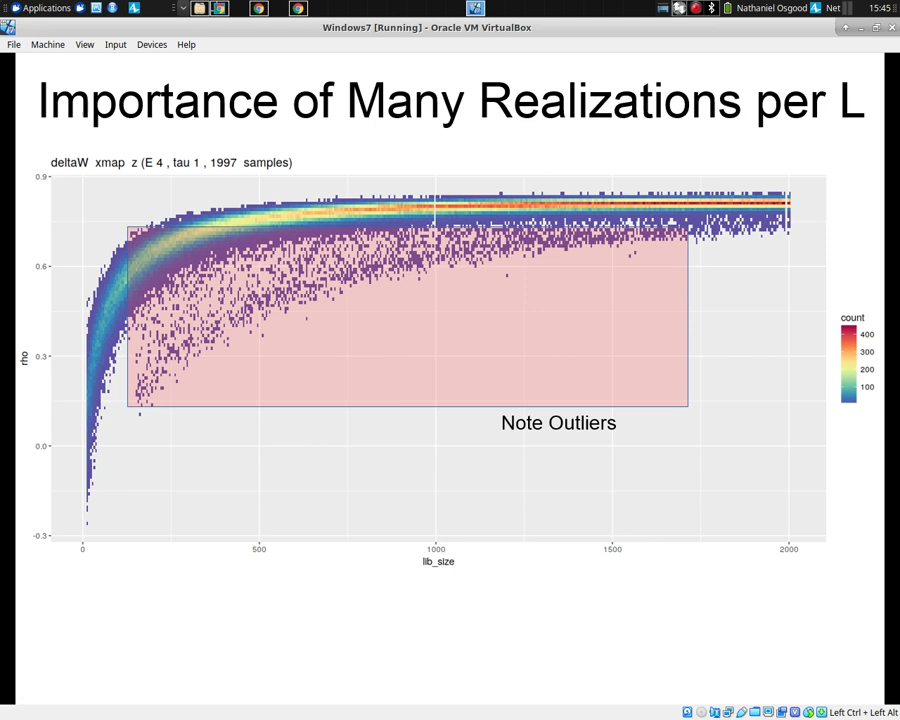 Applications
Nathaniel Osgood
Net
15:45
Windows7 [Running] - Oracle VM VirtualBox
File Machine View Input Devices Help
Importance of Many Realizations per L
deltaW xmap z (E 4 , tau 1 , 1997 samples)
0.9
0.6
0.3
0.0
-0.3
rho
Note Outliers
count
400
300
200
100
0 500 1000 1500 2000
lib_size
Left Ctrl + Left Alt